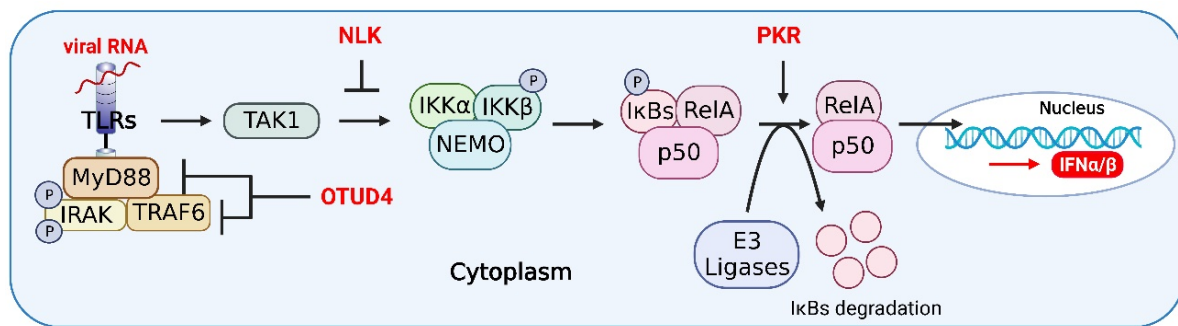 viral RNA
TLRs
MyD88
P
IRAK
P
TRAF6
OTUD4
TAK1
NLK
P
IKKα
IKKβ
NEMO
P
IκBs
RelA
p50
PKR
RelA
p50
E3
Ligases
IκBs degradation
Nucleus
IFNα/β
Cytoplasm